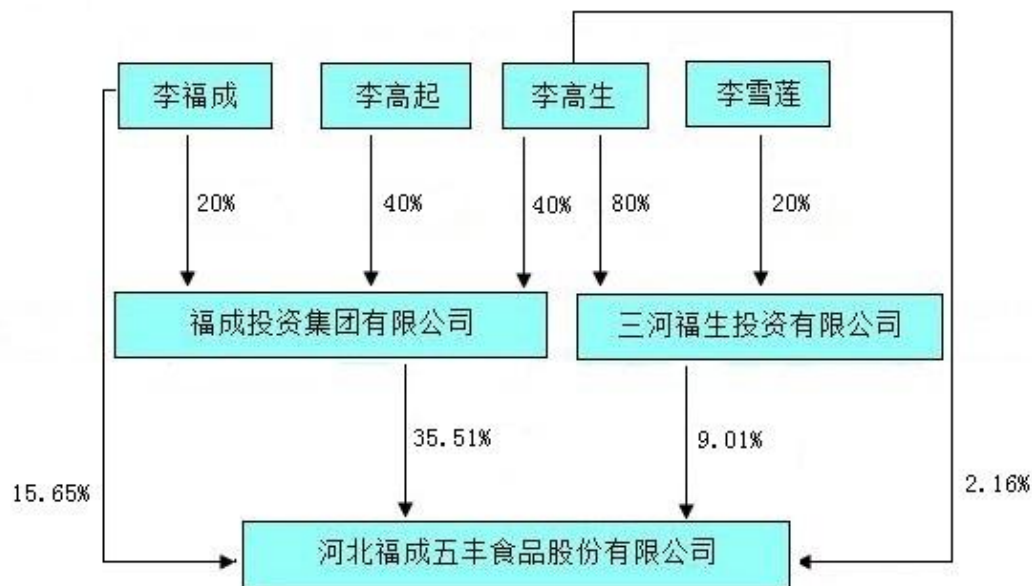 李福成
李高起
李高生
李雪莲
20%
40%
40%
80%
20%
福成投资集团有限公司
三河福生投资有限公司
35.51%
9.01%
15.65%
2.16%
河北福成五丰食品股份有限公司